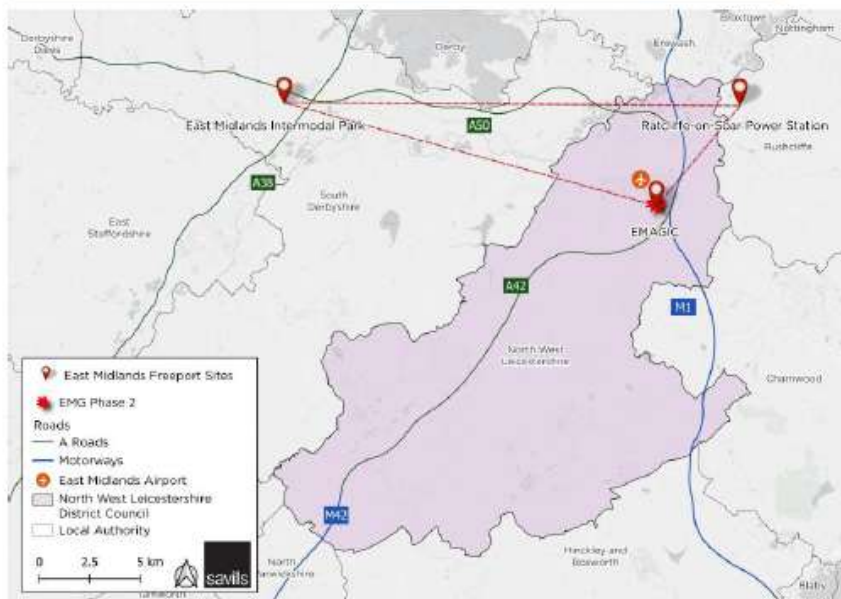 Derbyshire
Dales
Derby
Erewash
Broxtowe
Nottingham
East Midlands Intermodal Park
A50
Ratcliffe-on-Soar Power Station
Rushcliffe
A38
South
Derbyshire
EMAGIC
East
Staffordshire
A42
M1
North West
Leicestershire
Charnwood
East Midlands Freeport Sites
EMG Phase 2
Roads
A Roads
Motorways
East Midlands Airport
North West Leicestershire
District Council
Local Authority
0 2.5 5 km
savills
M42
North
Warwickshire
Tamworth
Hinckley and
Bosworth
Blaby